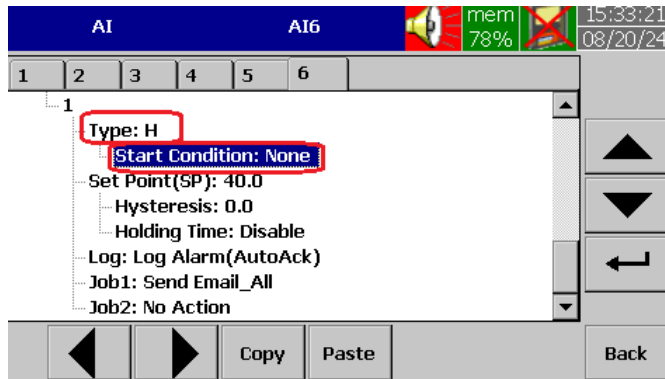 AI AI6 mem 15:33:21
78% 08/20/24
1 2 3 4 5 6
1
Type: H
Start Condition: None
Set Point(SP): 40.0
Hysteresis: 0.0
Holding Time: Disable
Log: Log Alarm(AutoAck)
Job1: Send Email_All
Job2: No Action
Copy Paste Back